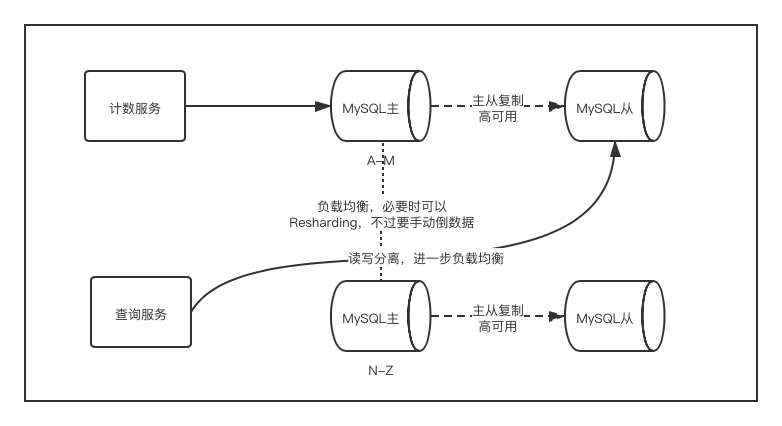 计数服务
MySQL主
主从复制
高可用
MySQL从
A–M
负载均衡，必要时可以
Resharding，不过要手动倒数据
读写分离，进一步负载均衡
查询服务
MySQL主
主从复制
高可用
MySQL从
N–Z